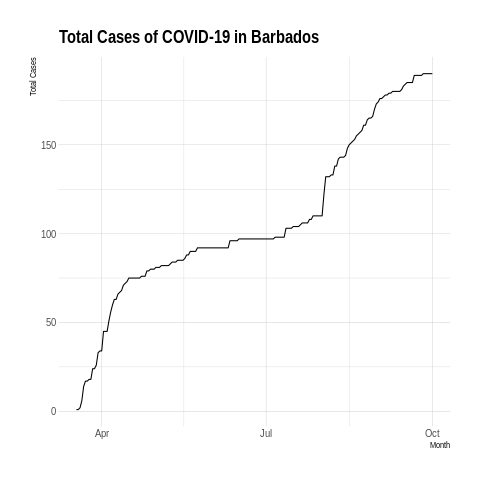 Total Cases of COVID-19 in Barbados
Total Cases
150
100
50
0
Apr
Jul
Oct
Month